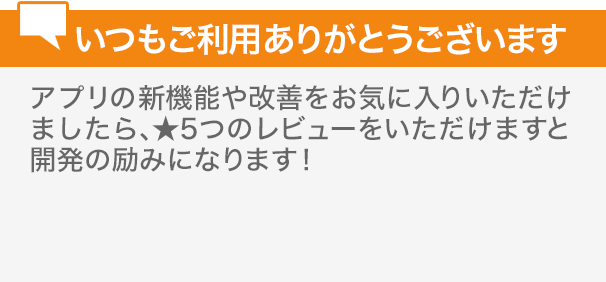 いつもご利用ありがとうございます
アプリの新機能や改善をお気に入りいただけ
ましたら、★5つのレビューをいただけますと
開発の励みになります！